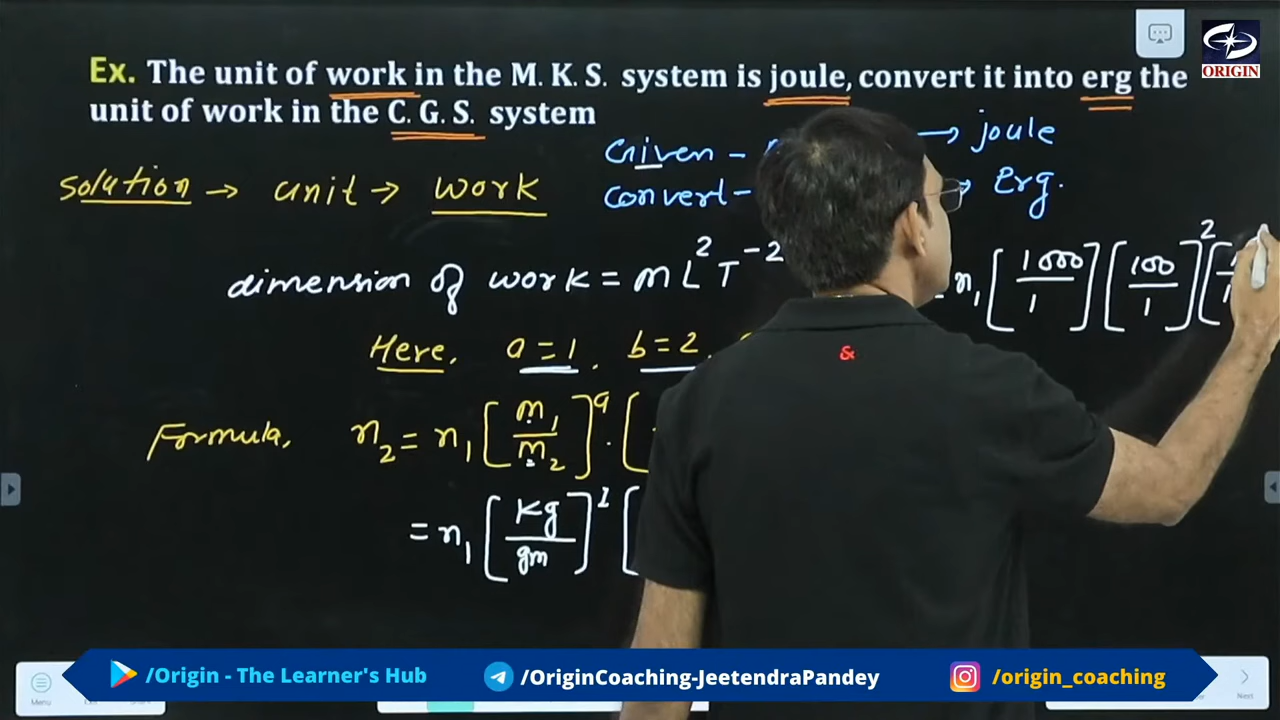 Ex. The unit of work in the M. K. S. system is joule, convert it into erg the
unit of work in the C. G. S. system
ORIGIN
Given - → joule
convert - → Erg.
Solution → unit → work
dimension of work = M L² T⁻²
= n₁ [1000/1] [100/1]² [
Here, a = 1, b = 2,
&
Formula, n₂ = n₁ [M₁/M₂]ᵃ · [
= n₁ [Kg/gm]¹ [
Menu
Next
/Origin - The Learner's Hub
/OriginCoaching-JeetendraPandey
/origin_coaching